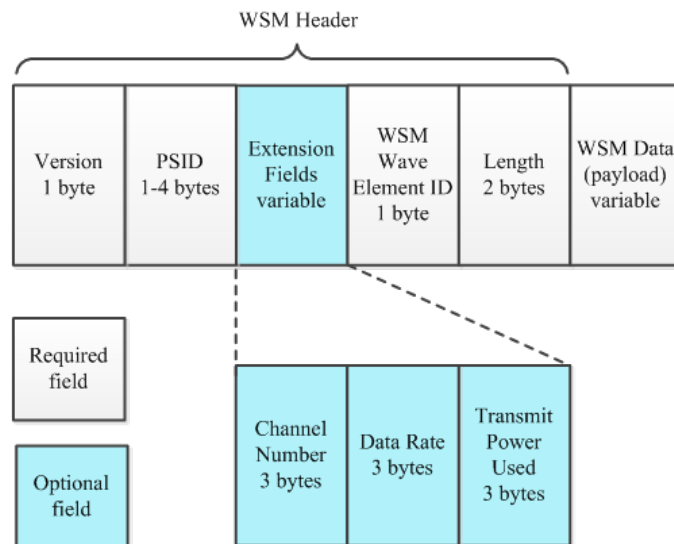 WSM Header
Version
1 byte
PSID
1-4 bytes
Extension
Fields
variable
WSM
Wave
Element ID
1 byte
Length
2 bytes
WSM Data
(payload)
variable
Required
field
Channel
Number
3 bytes
Data Rate
3 bytes
Transmit
Power
Used
3 bytes
Optional
field